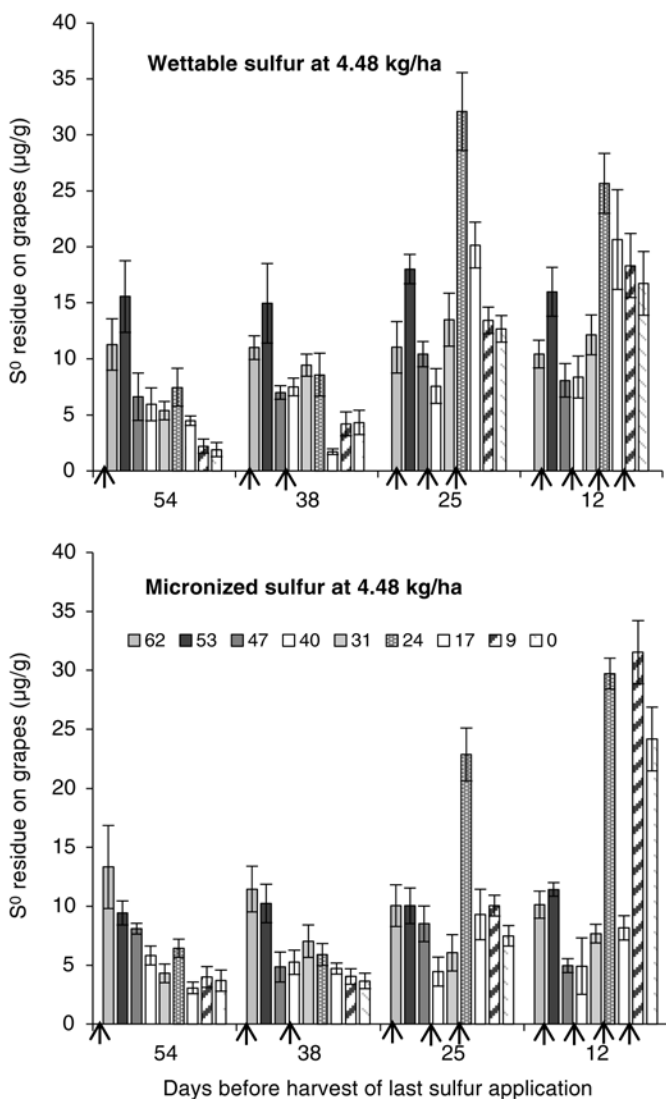 40
Wettable sulfur at 4.48 kg/ha
35
30
25
20
15
10
5
0
S⁰ residue on grapes (µg/g)
54 38 25 12
40
Micronized sulfur at 4.48 kg/ha
35
62 53 47 40 31 24 17 9 0
30
25
20
15
10
5
0
S⁰ residue on grapes (µg/g)
54 38 25 12
Days before harvest of last sulfur application